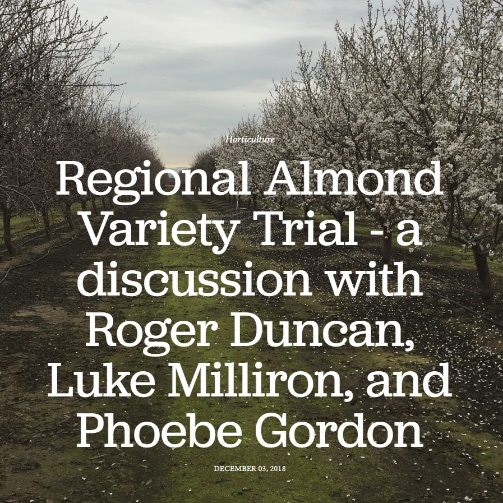 Horticulture
Regional Almond
Variety Trial - a
discussion with
Roger Duncan,
Luke Milliron, and
Phoebe Gordon
DECEMBER 03, 2018